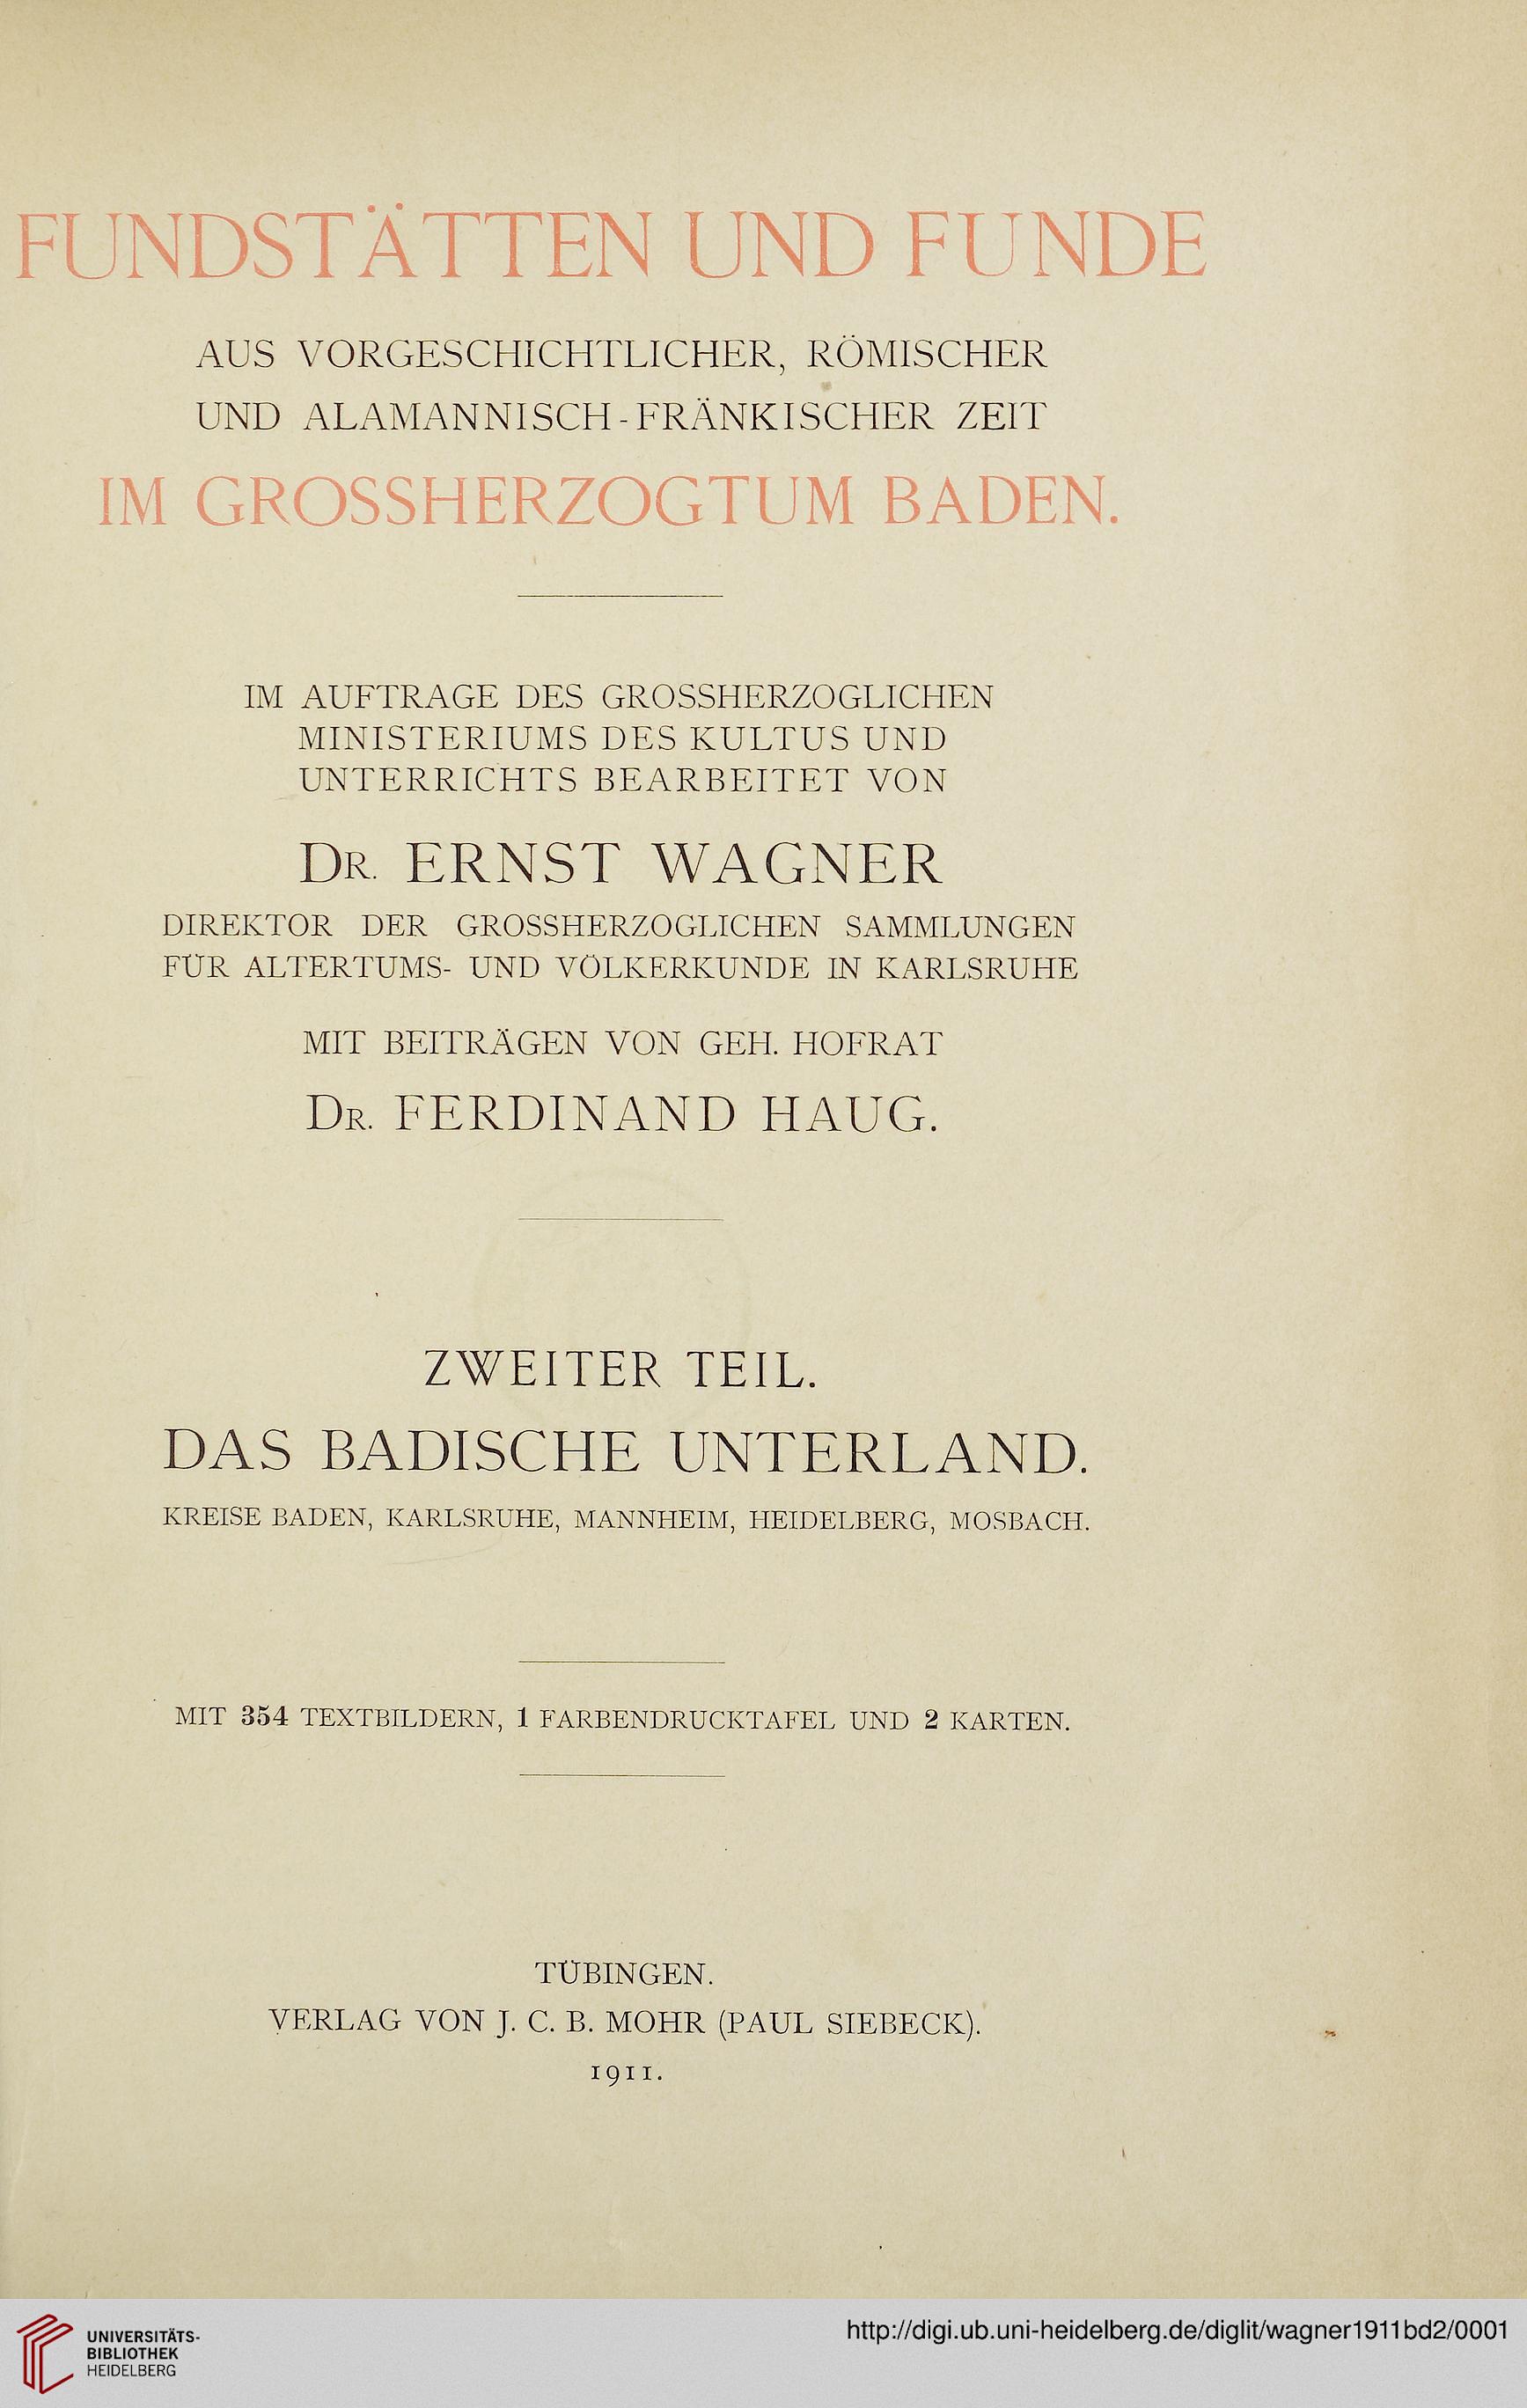 FUNDSTÄTTEN UND FUNDE
AUS VORGESCHICHTLICHER, RÖMISCHER
UND ALAMANNISCH-FRÄNKISCHER ZEIT
IM GROSSHERZOGTUM BADEN.
IM AUFTRAGE DES GROSSHERZOGLICHEN
MINISTERIUMS DES KULTUS UND
UNTERRICHTS BEARBEITET VON
DR. ERNST WAGNER
DIREKTOR DER GROSSHERZOGLICHEN SAMMLUNGEN
FÜR ALTERTUMS- UND VÖLKERKUNDE IN KARLSRUHE
MIT BEITRÄGEN VON GEH. HOFRAT
DR. FERDINAND HAUG.
ZWEITER TEIL.
DAS BADISCHE UNTERLAND.
KREISE BADEN, KARLSRUHE, MANNHEIM, HEIDELBERG, MOSBACH.
MIT 354 TEXTBILDERN, 1 FARBENDRUCKTAFEL UND 2 KARTEN.
TÜBINGEN.
VERLAG VON J. C. B. MOHR (PAUL SIEBECK).
1911.
UNIVERSITÄTS-
BIBLIOTHEK
HEIDELBERG
http://digi.ub.uni-heidelberg.de/diglit/wagner1911bd2/0001